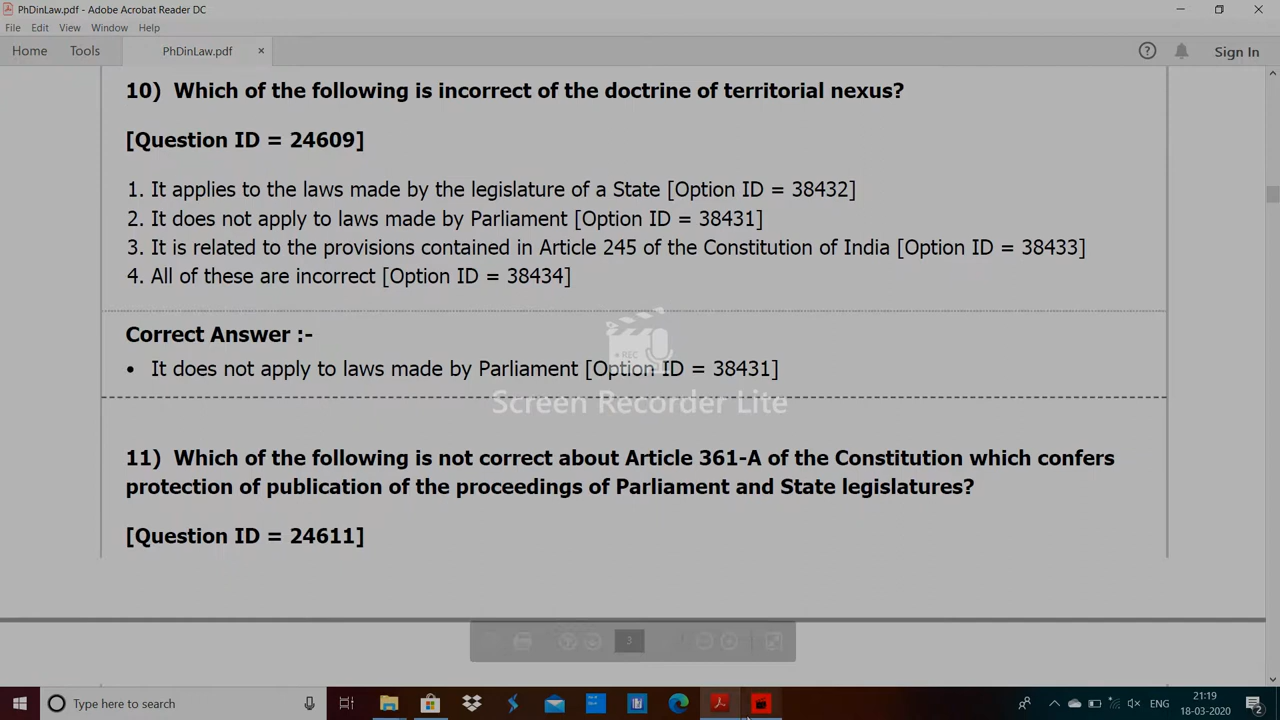 PhDinLaw.pdf - Adobe Acrobat Reader DC
File Edit View Window Help
Home Tools PhDinLaw.pdf × Sign In
10) Which of the following is incorrect of the doctrine of territorial nexus?
[Question ID = 24609]
1. It applies to the laws made by the legislature of a State [Option ID = 38432]
2. It does not apply to laws made by Parliament [Option ID = 38431]
3. It is related to the provisions contained in Article 245 of the Constitution of India [Option ID = 38433]
4. All of these are incorrect [Option ID = 38434]
Correct Answer :-
• It does not apply to laws made by Parliament [Option ID = 38431]
REC
Screen Recorder Lite
11) Which of the following is not correct about Article 361-A of the Constitution which confers
protection of publication of the proceedings of Parliament and State legislatures?
[Question ID = 24611]
3
Type here to search
21:19
18-03-2020
2